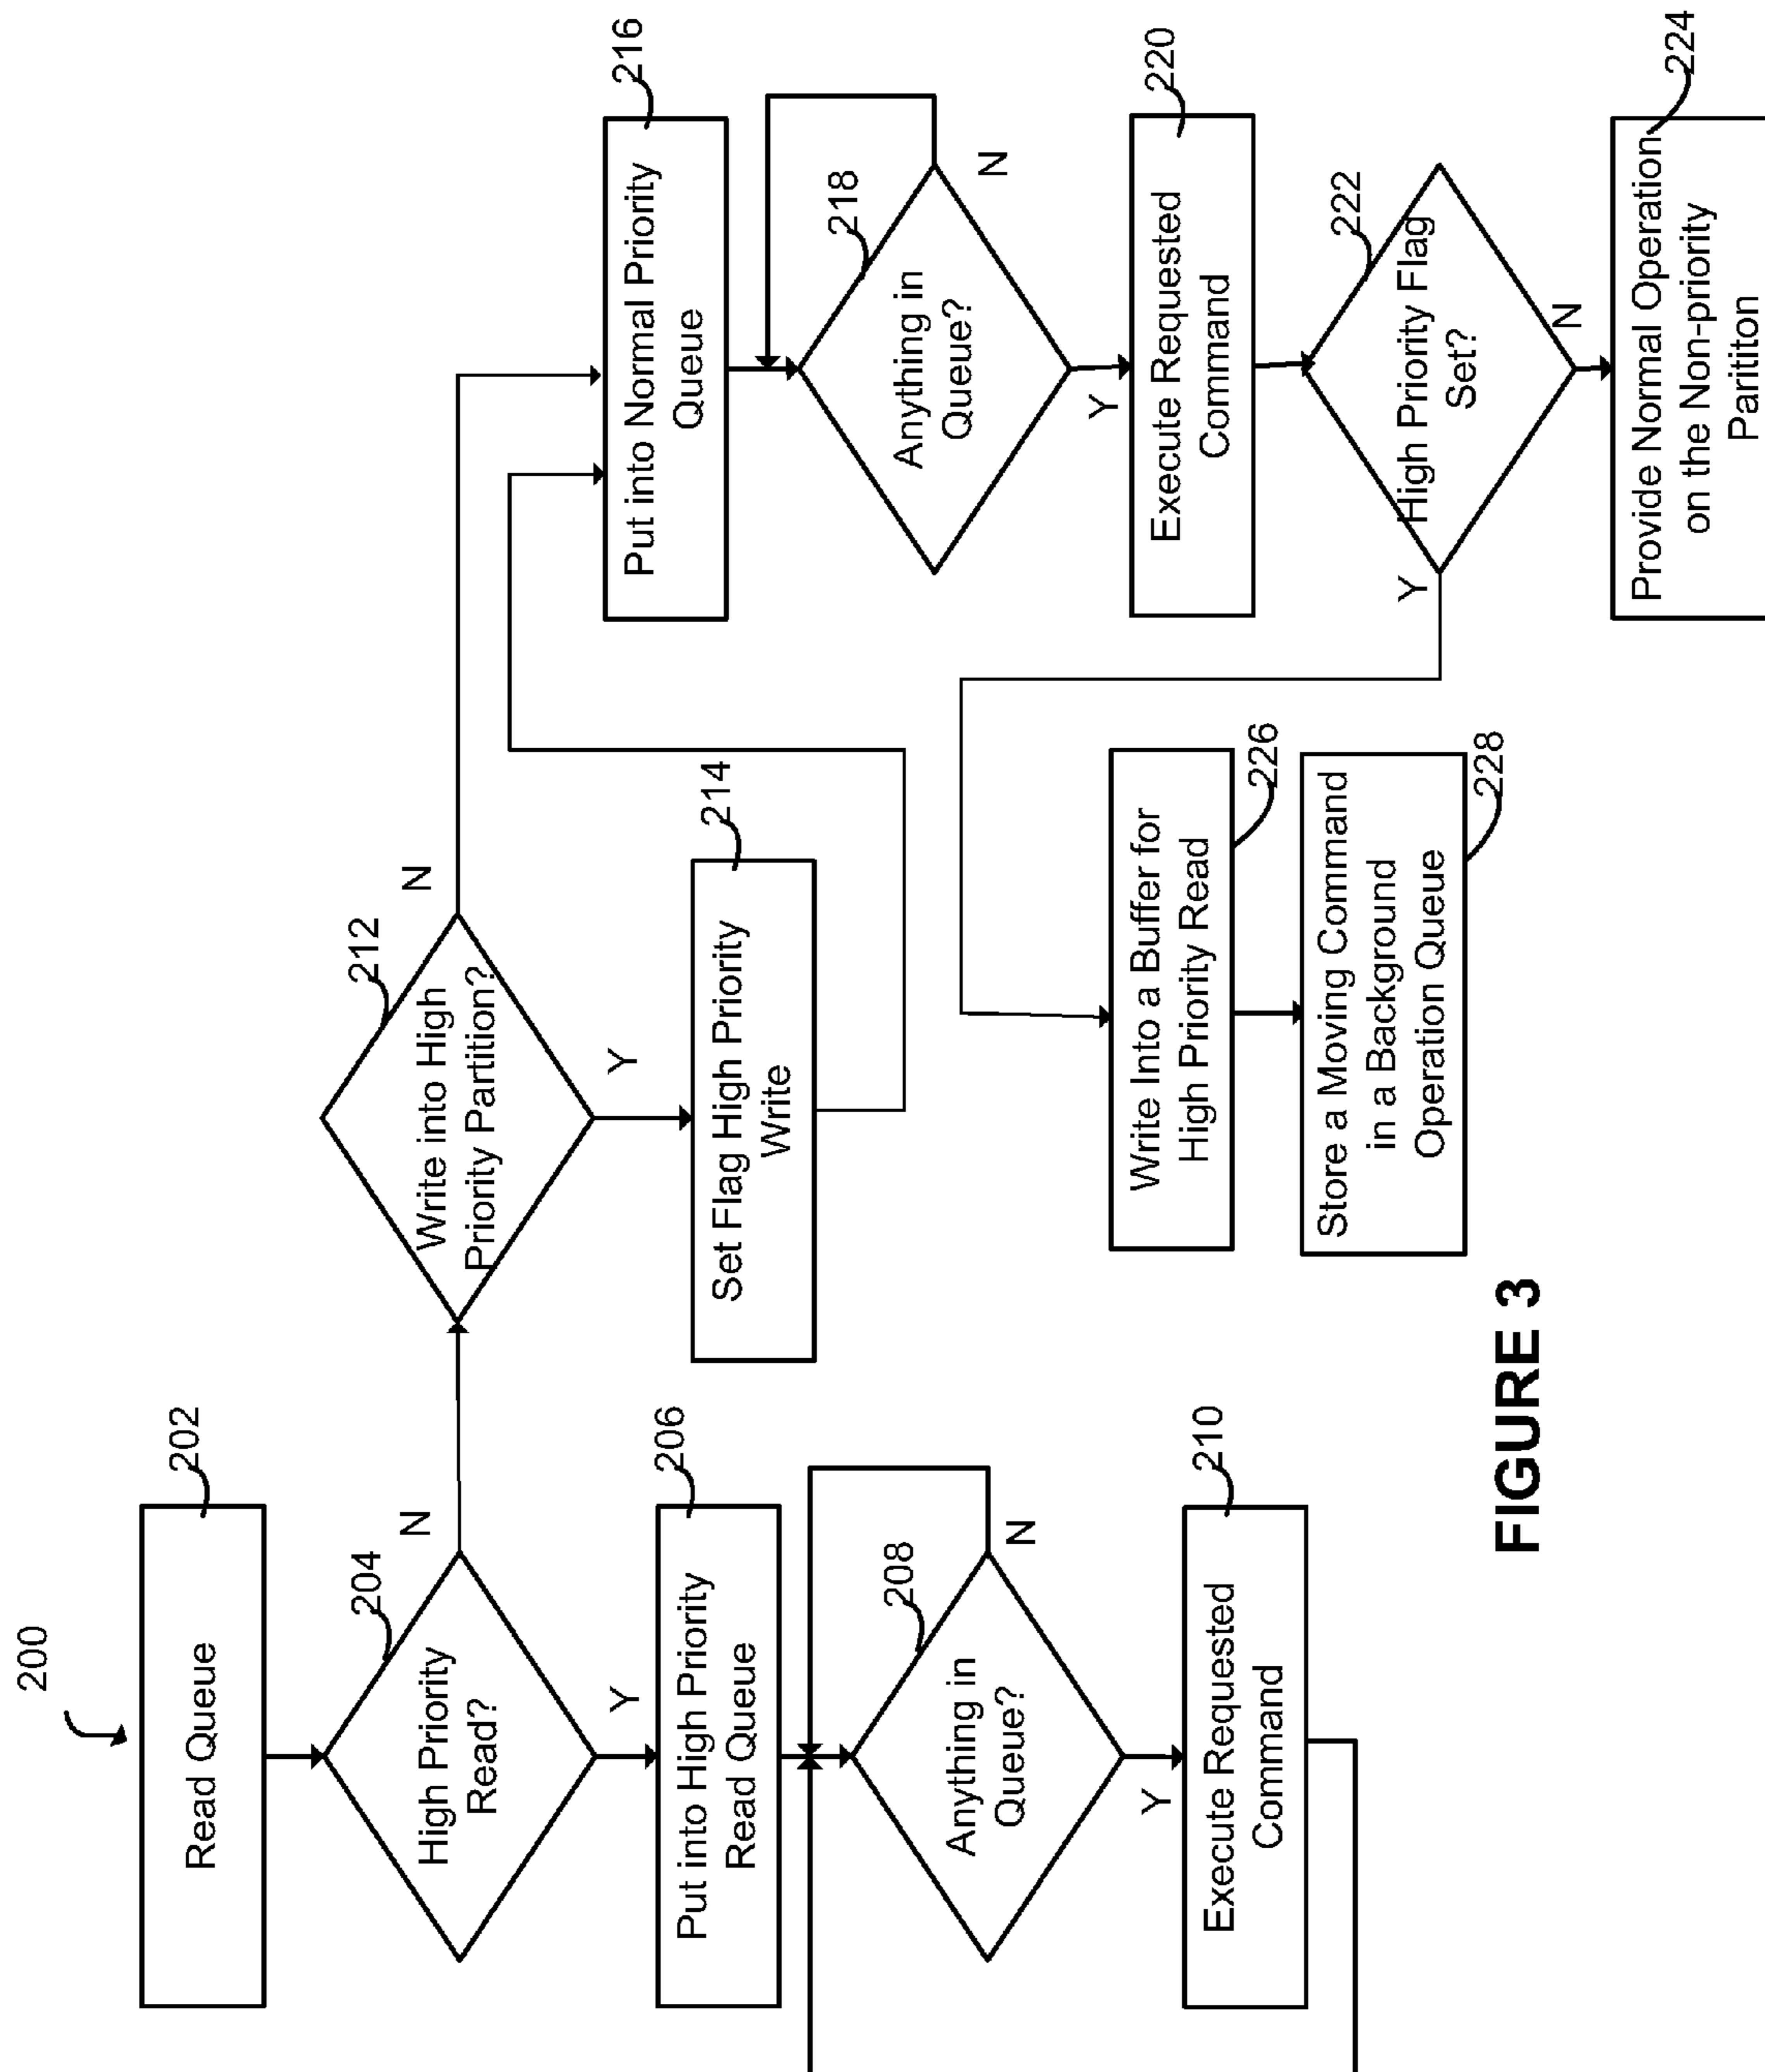 200
202
Read Queue
204
High Priority
Read?
N
Y
206
Put into High Priority
Read Queue
208
Anything in
Queue?
N
Y
210
Execute Requested
Command
212
Write into High
Priority Partition?
N
Y
214
Set Flag High Priority
Write
216
Put into Normal Priority
Queue
218
Anything in
Queue?
N
Y
220
Execute Requested
Command
222
High Priority Flag
Set?
Y
N
224
Provide Normal Operation
on the Non-priority
Parititon
Write Into a Buffer for
High Priority Read
226
Store a Moving Command
in a Background
Operation Queue
228
FIGURE 3